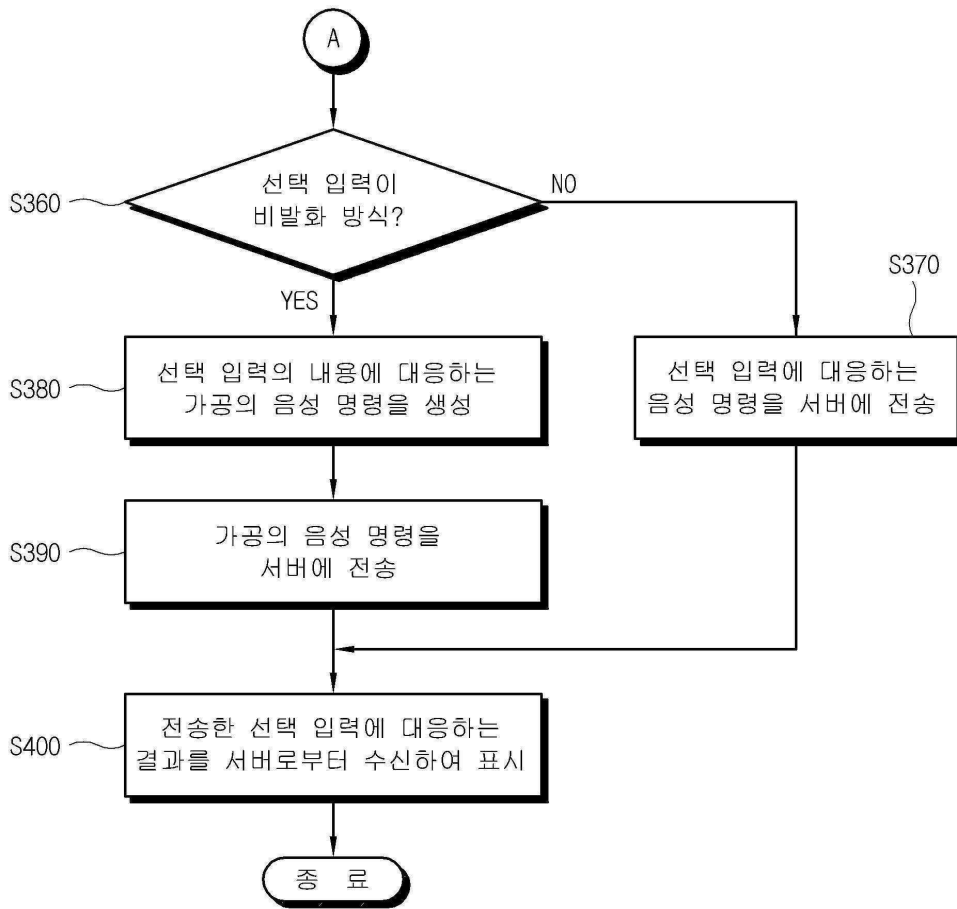 A
S360
선택 입력이
비발화 방식?
NO
YES
S370
S380
선택 입력의 내용에 대응하는
가공의 음성 명령을 생성
선택 입력에 대응하는
음성 명령을 서버에 전송
S390
가공의 음성 명령을
서버에 전송
S400
전송한 선택 입력에 대응하는
결과를 서버로부터 수신하여 표시
종 료